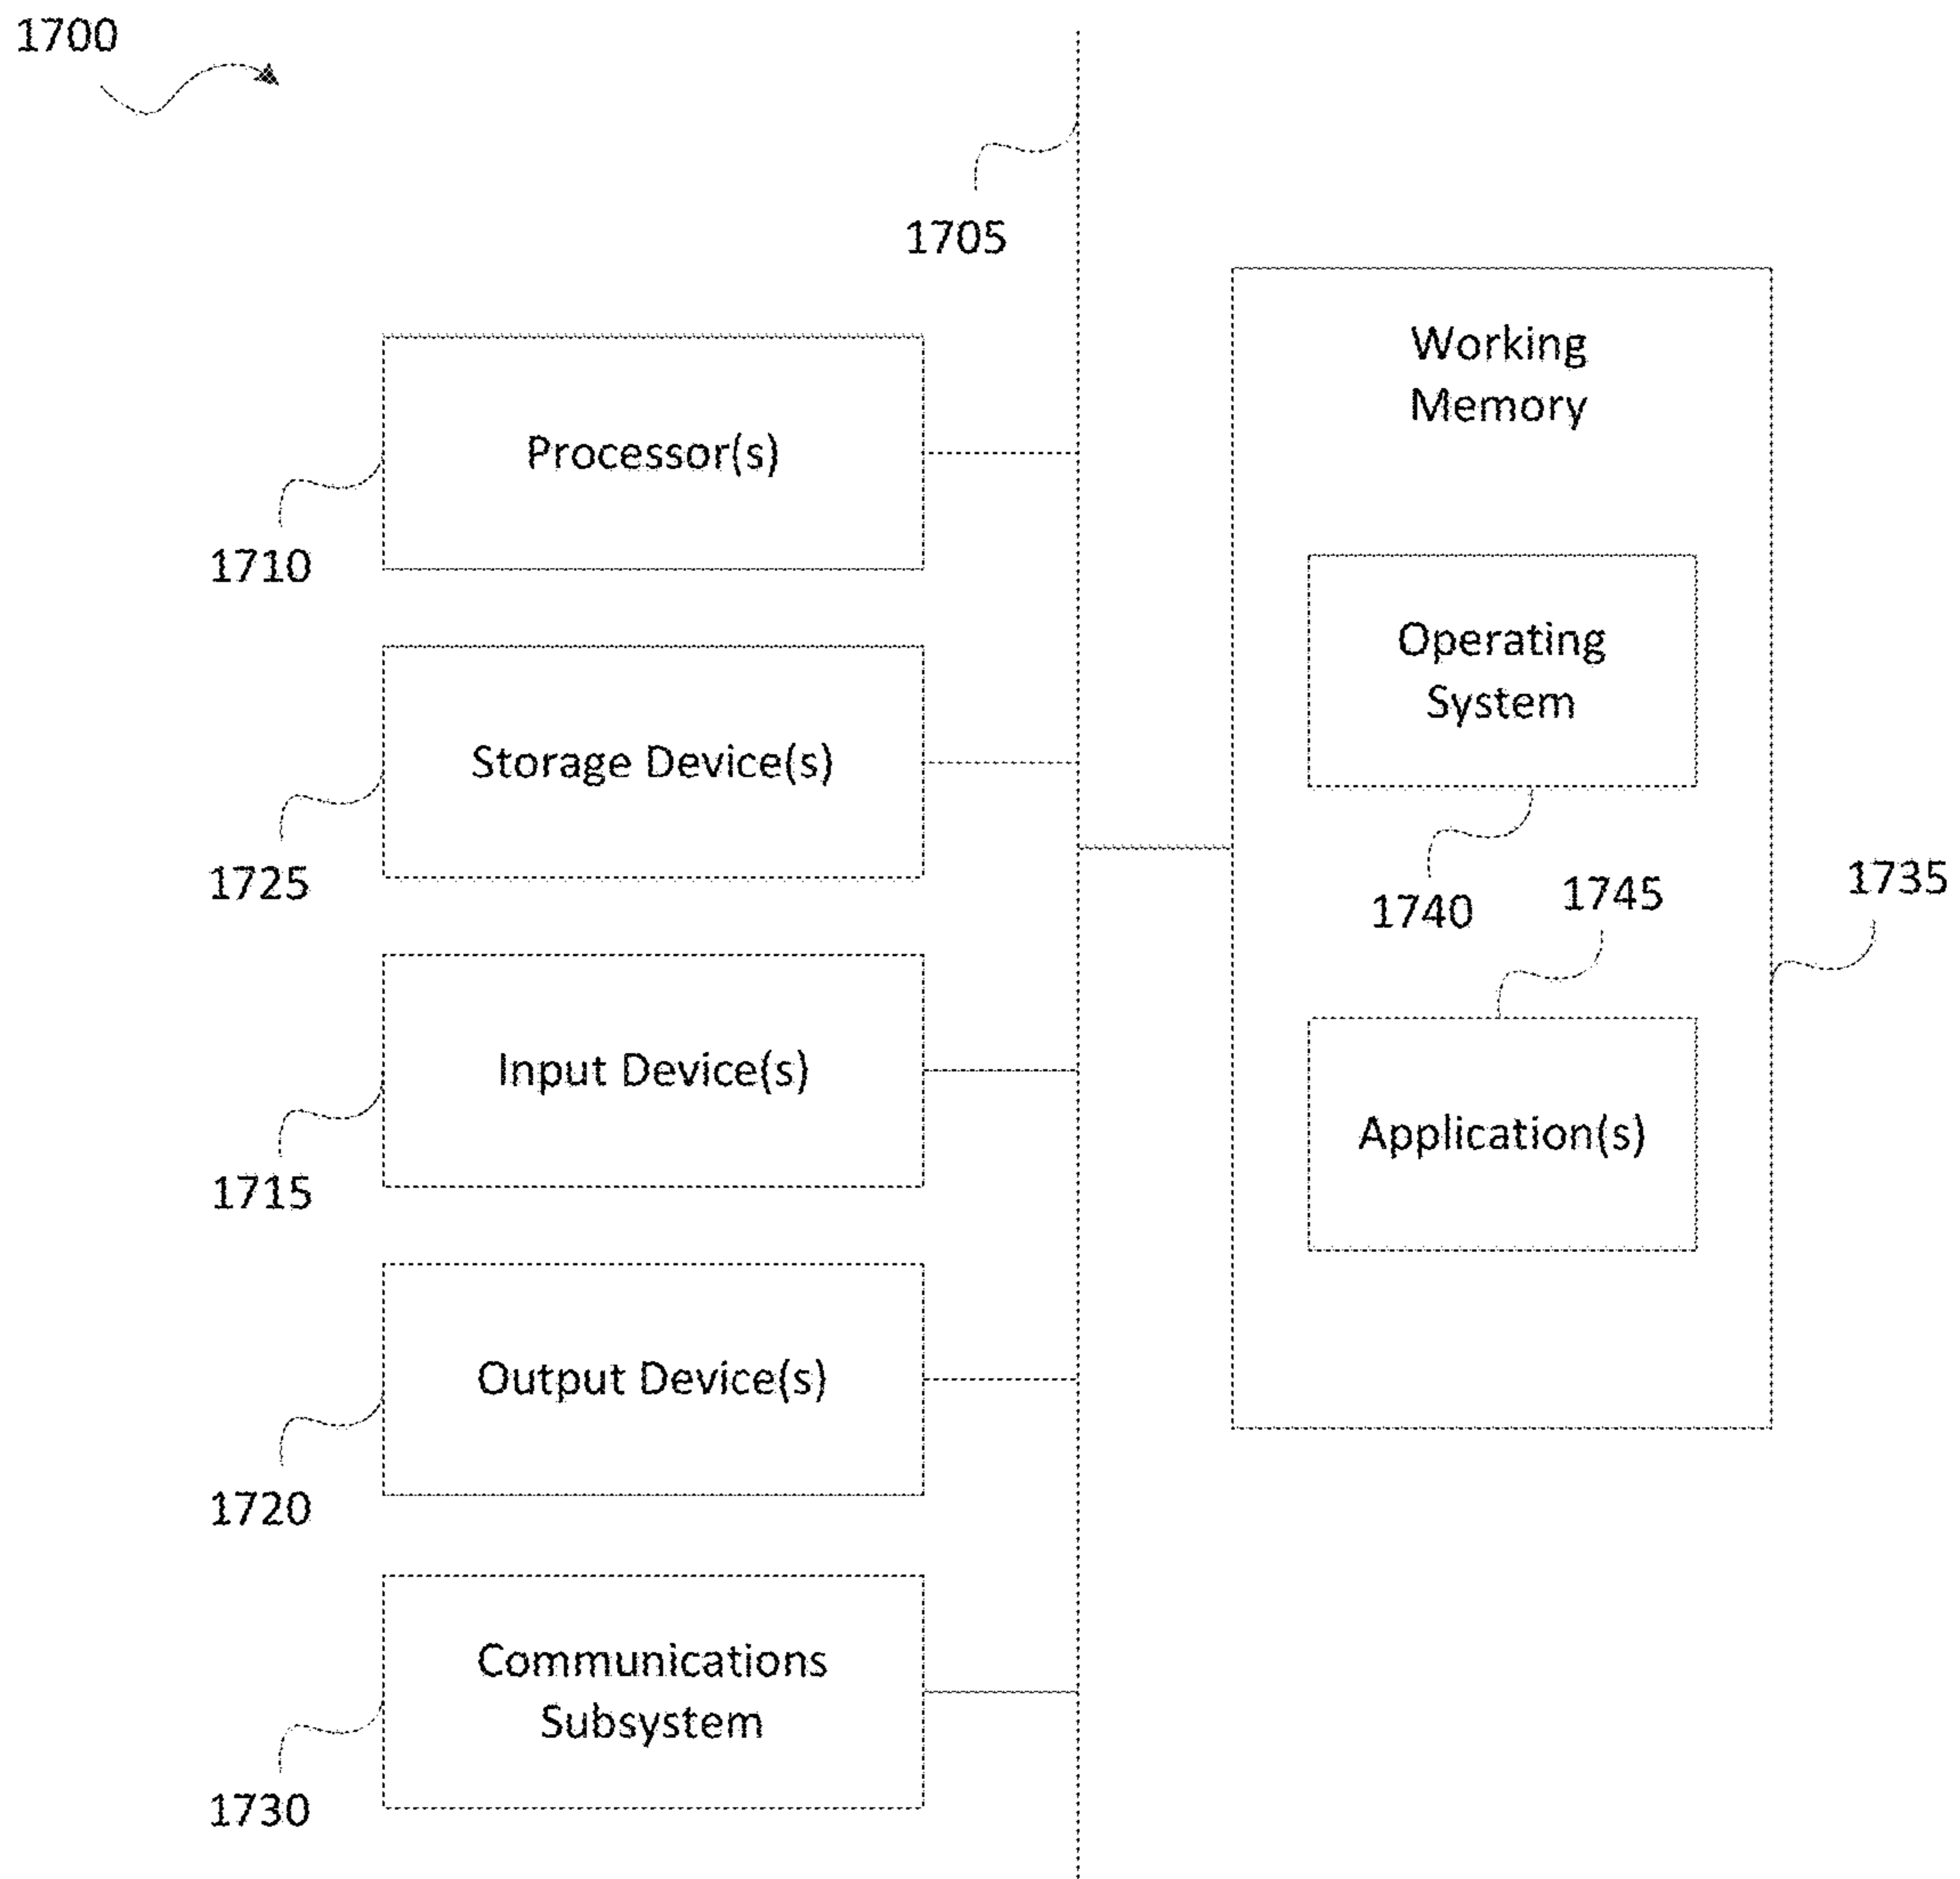 1700
1705
Processor(s)
1710
Storage Device(s)
1725
Input Device(s)
1715
Output Device(s)
1720
Communications
Subsystem
1730
Working
Memory
Operating
System
1740
1745
1735
Application(s)